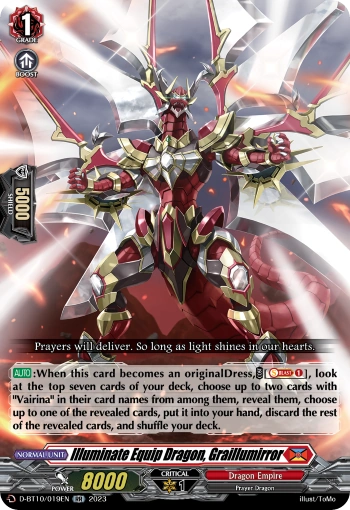 1
GRADE
BOOST
5000
SHIELD
Prayers will deliver. So long as light shines in our hearts.
AUTO:When this card becomes an originalDress, [BLAST 1], look
at the top seven cards of your deck, choose up to two cards with
"Vairina" in their card names from among them, reveal them, choose
up to one of the revealed cards, put it into your hand, discard the rest
of the revealed cards, and shuffle your deck.
NORMAL UNIT
Illuminate Equip Dragon, Graillumirror
POWER 8000
CRITICAL
1
Dragon Empire
Prayer Dragon
D-BT10/019EN RR 2023
illust/ToMo